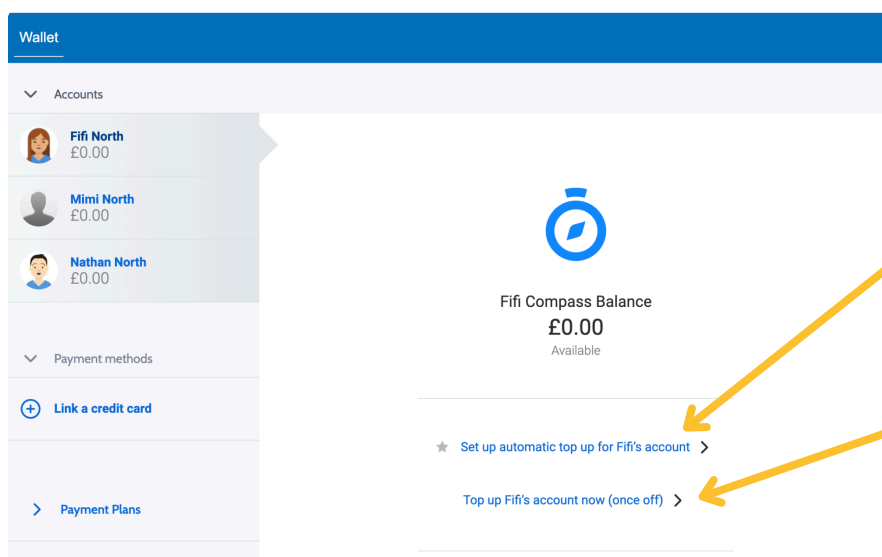 Wallet
Accounts
Fifi North
£0.00
Mimi North
£0.00
Nathan North
£0.00
Payment methods
Link a credit card
Payment Plans
Fifi Compass Balance
£0.00
Available
Set up automatic top up for Fifi's account
Top up Fifi's account now (once off)